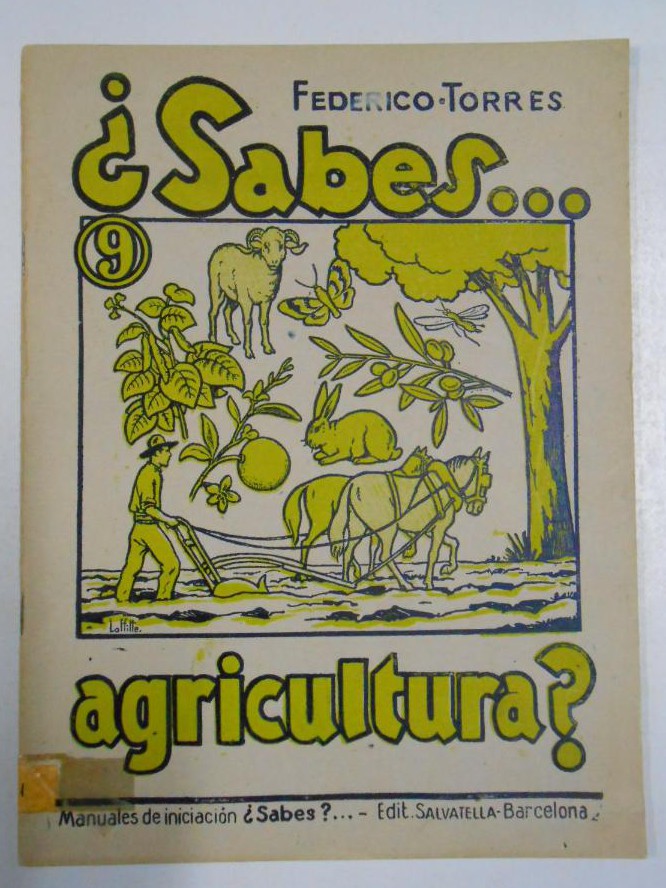 FEDERICO·TORRES
¿Sabes...
9
Laffitte.
agricultura?
Manuales de iniciación ¿Sabes?... - Edit. SALVATELLA-Barcelona